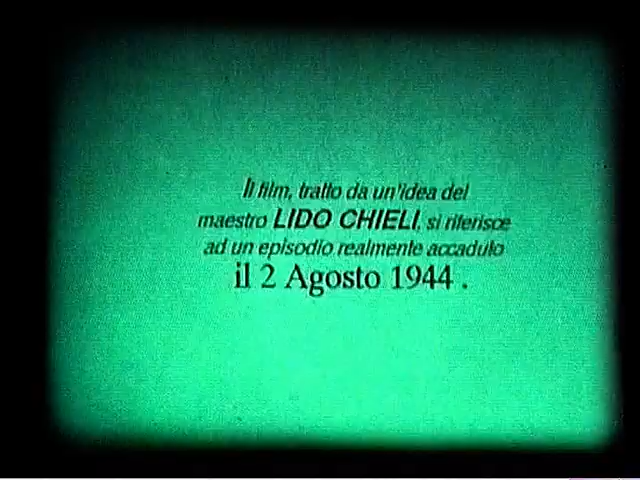 Il film, tratto da un'idea del
maestro LIDO CHIELI, si riferisce
ad un episodio realmente accaduto
il 2 Agosto 1944 .